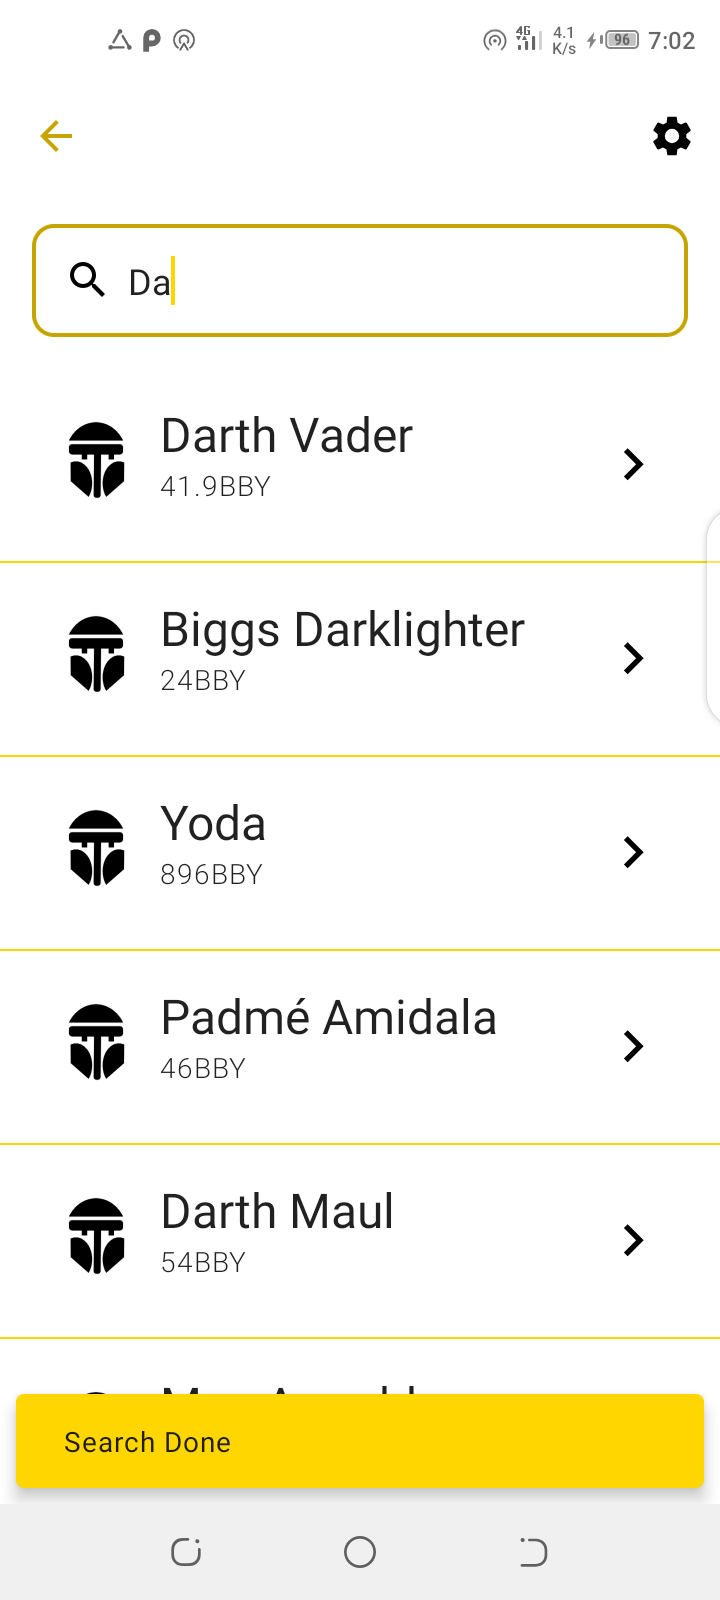 4G 4.1 K/s 96 7:02
Da
Darth Vader
41.9BBY
Biggs Darklighter
24BBY
Yoda
896BBY
Padmé Amidala
46BBY
Darth Maul
54BBY
Search Done